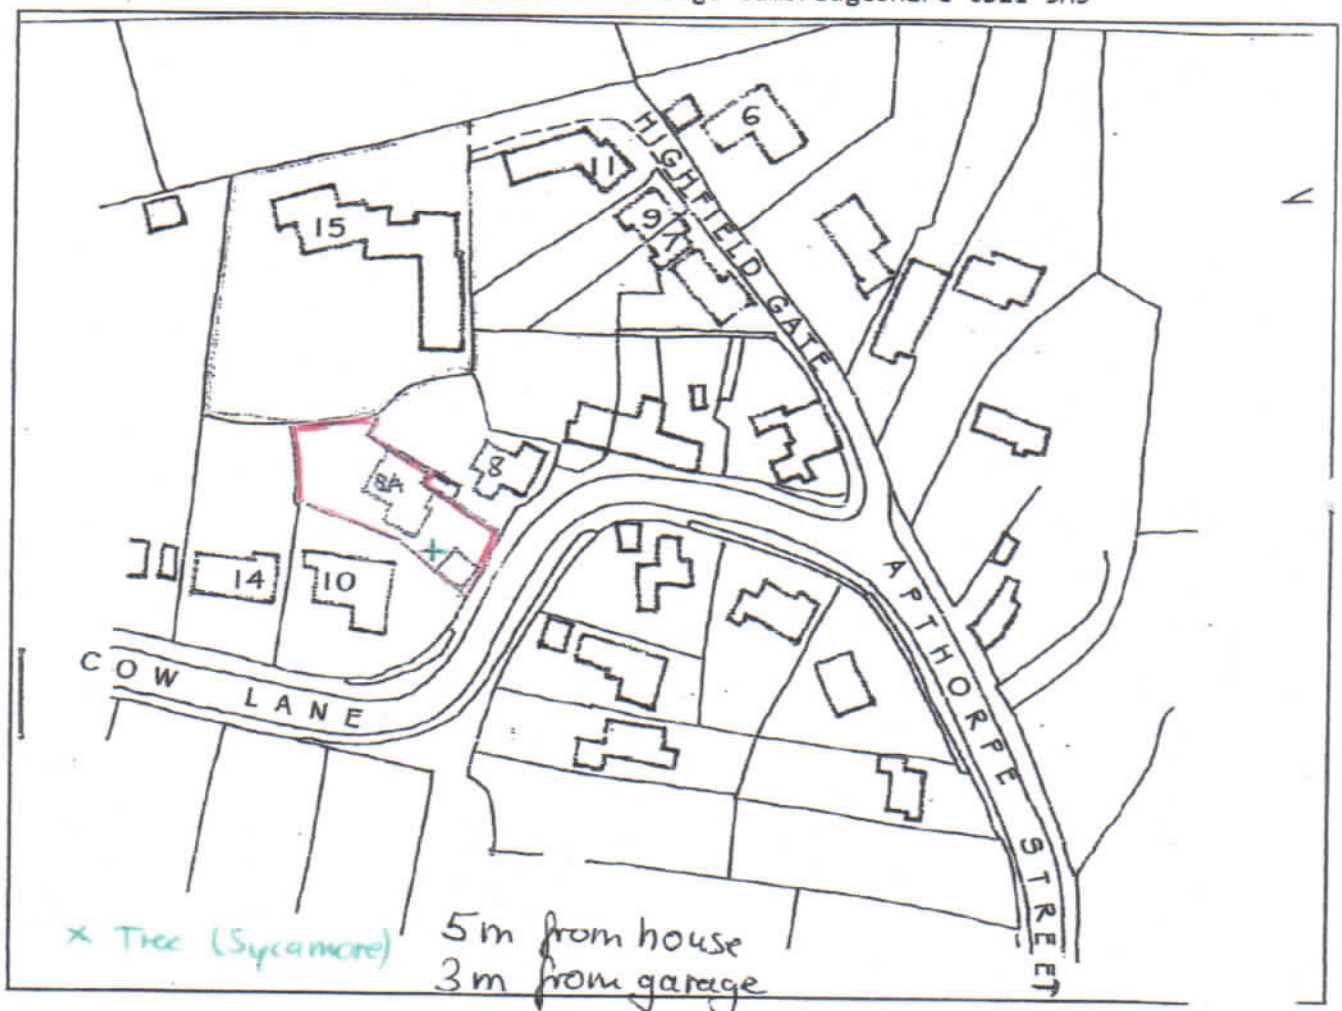 6
11
HIGHFIELD GATE
15
9
7
8
8A
14
10
APTHORPE STREET
COW LANE
x Tree (Sycamore)
5m from house
3m from garage